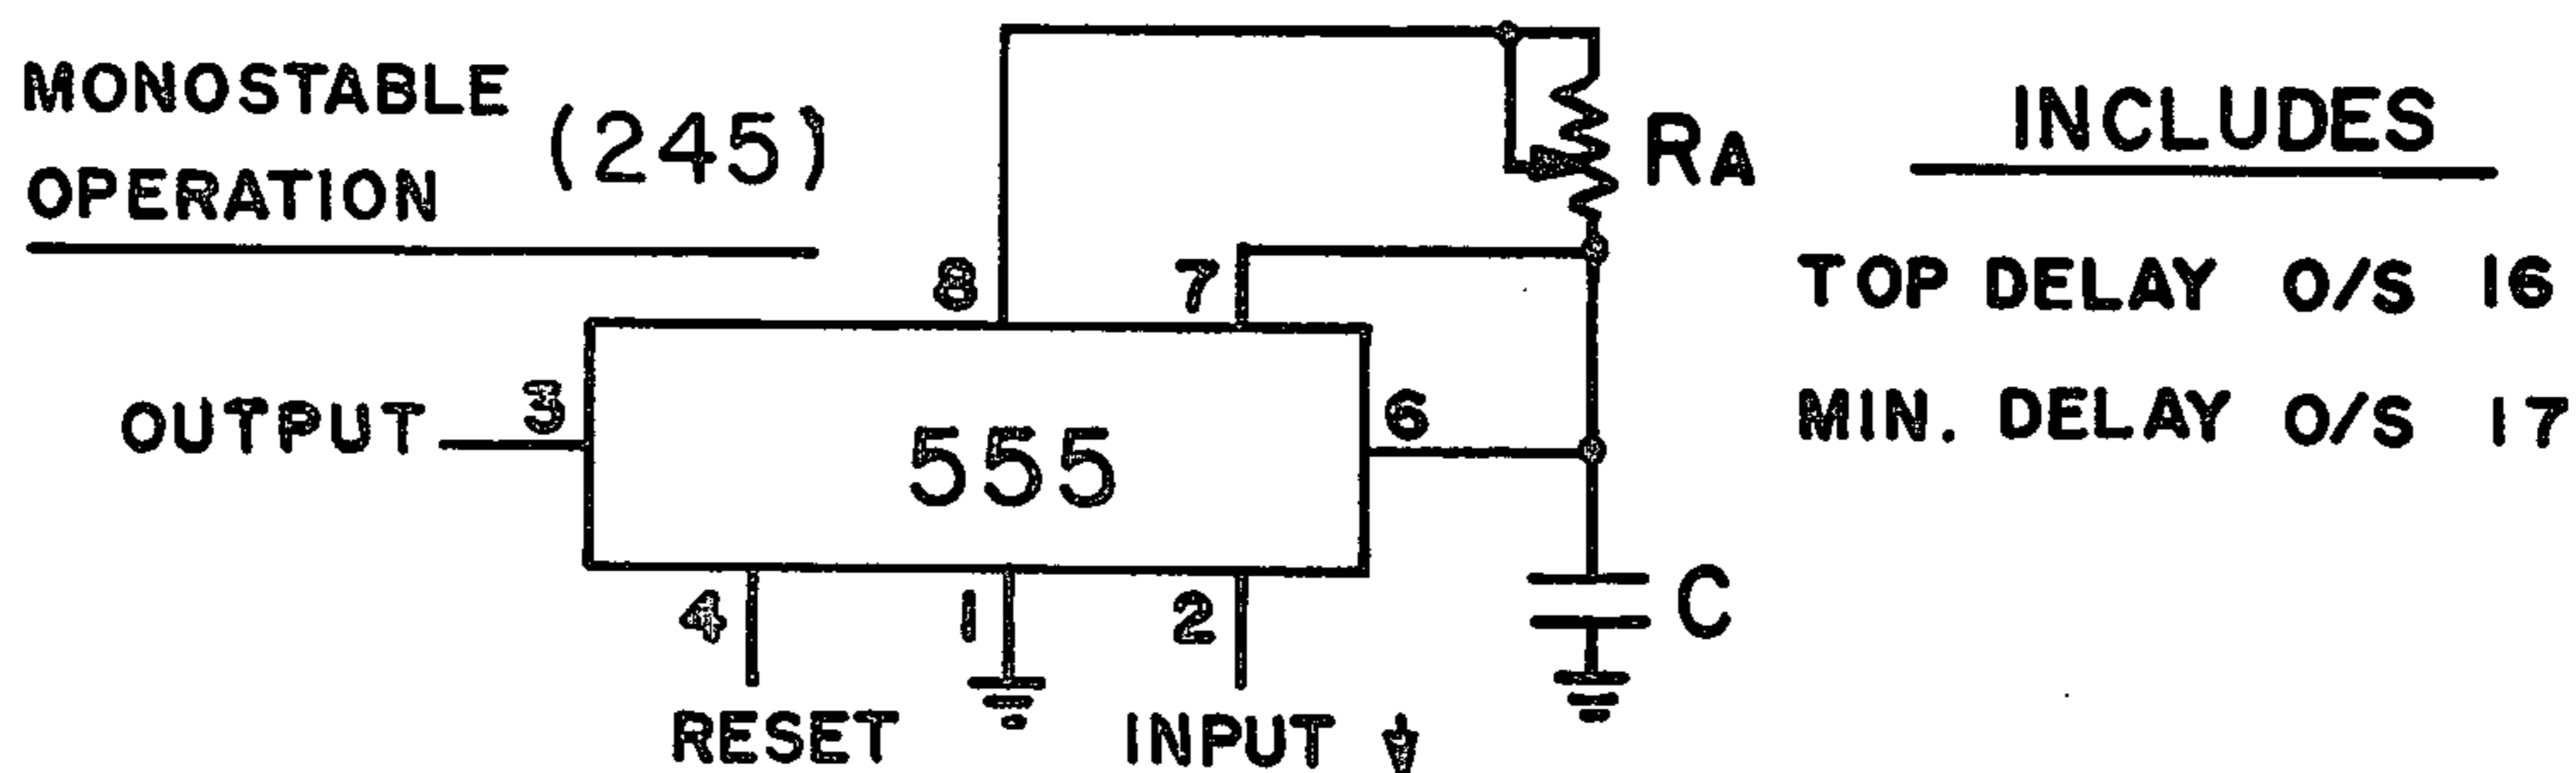 MONOSTABLE
OPERATION (245)
RA
INCLUDES
TOP DELAY O/S 16
MIN. DELAY O/S 17
8
7
OUTPUT
3
555
6
4
1
2
C
RESET
INPUT